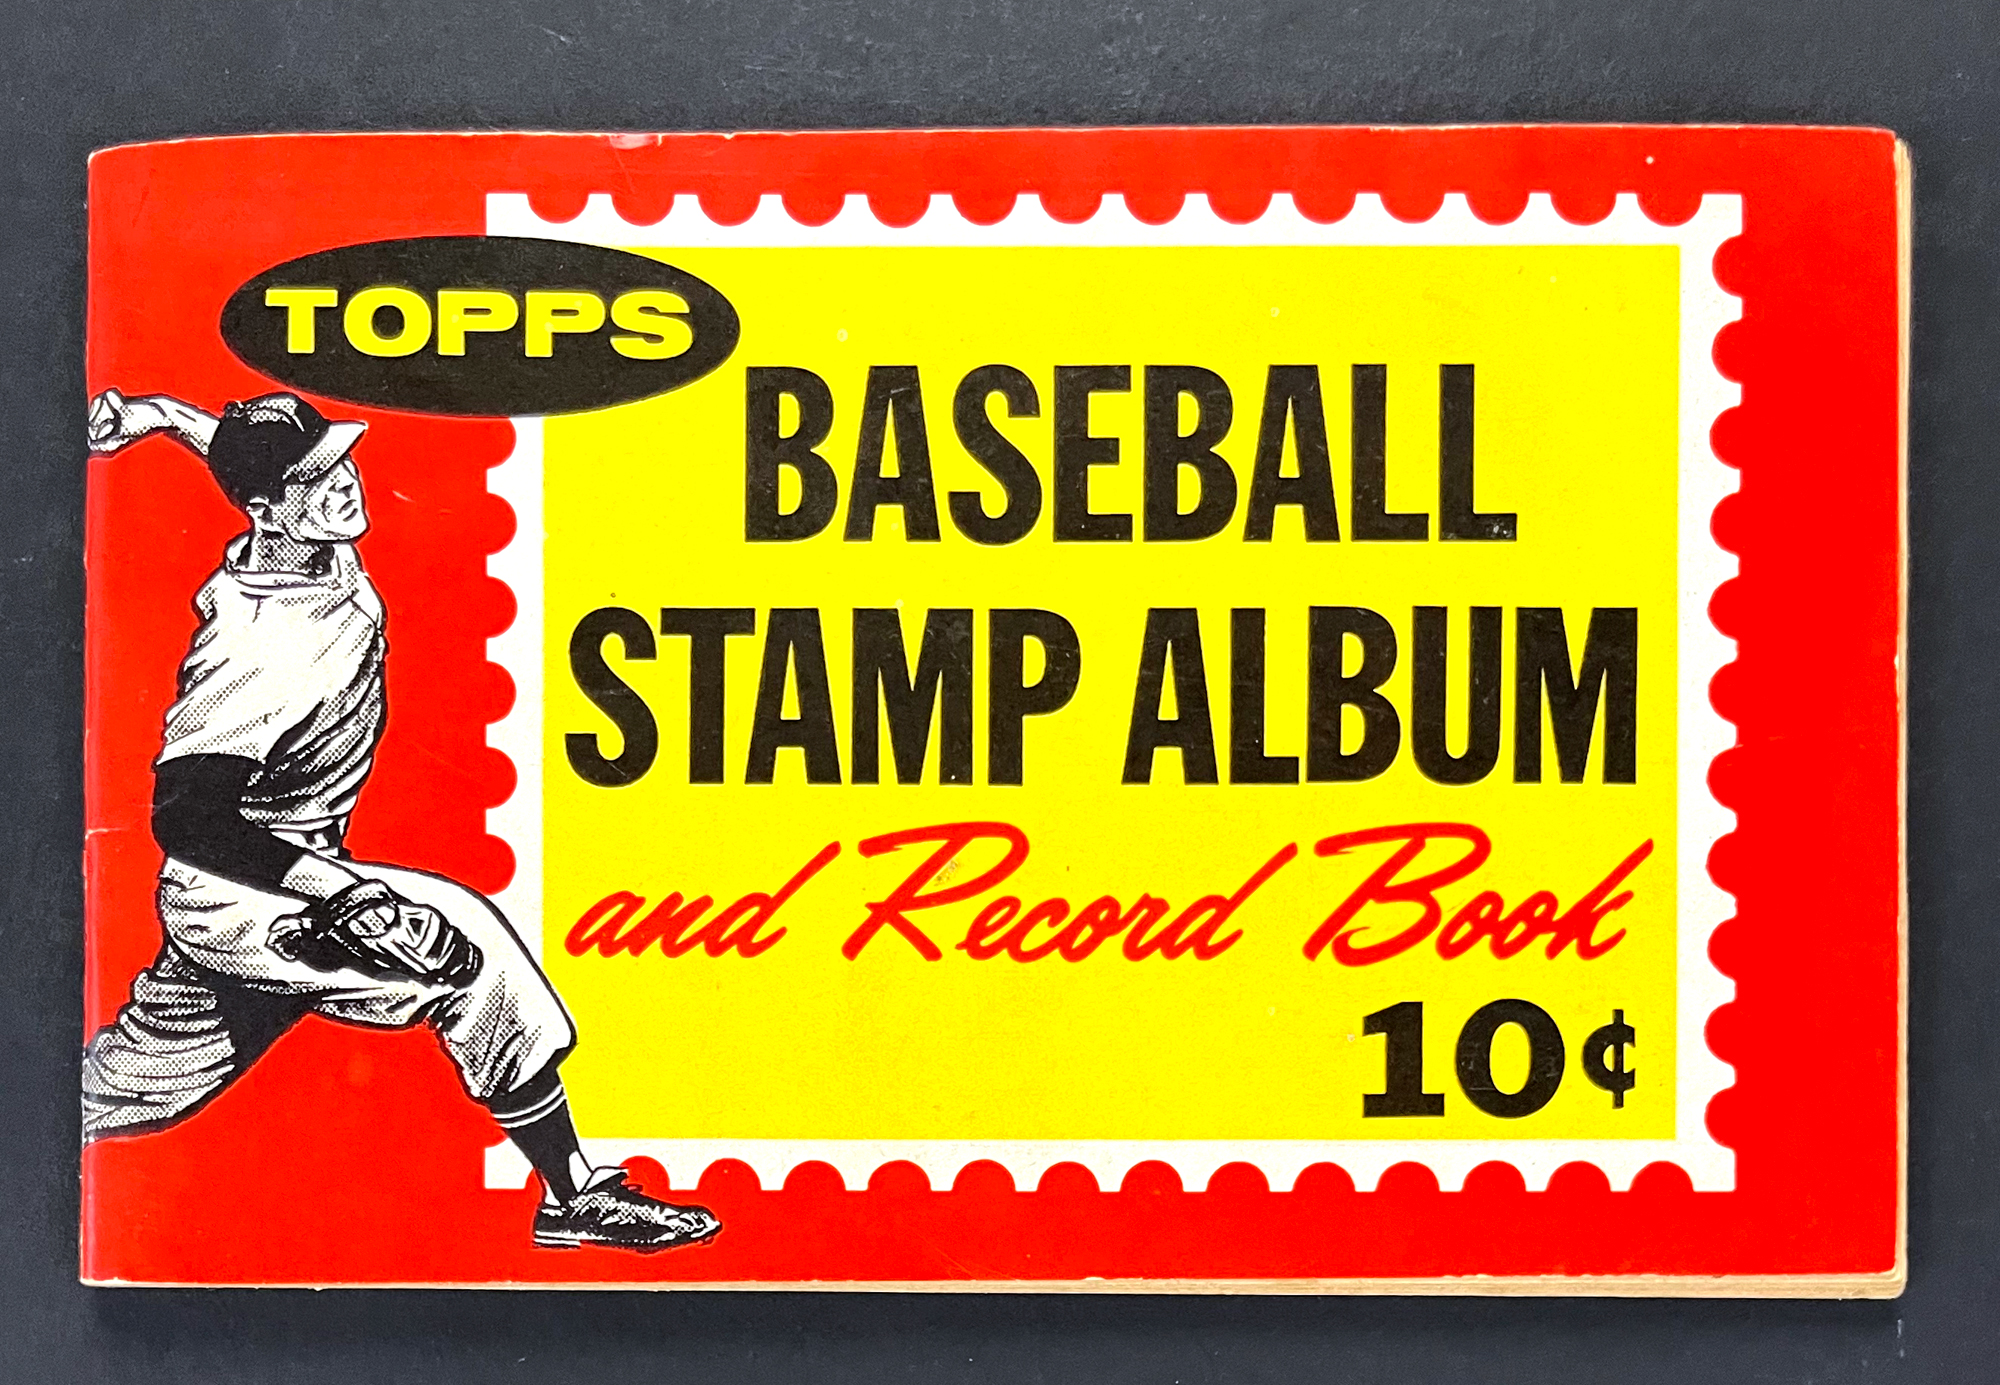 TOPPS
BASEBALL
STAMP ALBUM
and Record Book
10¢